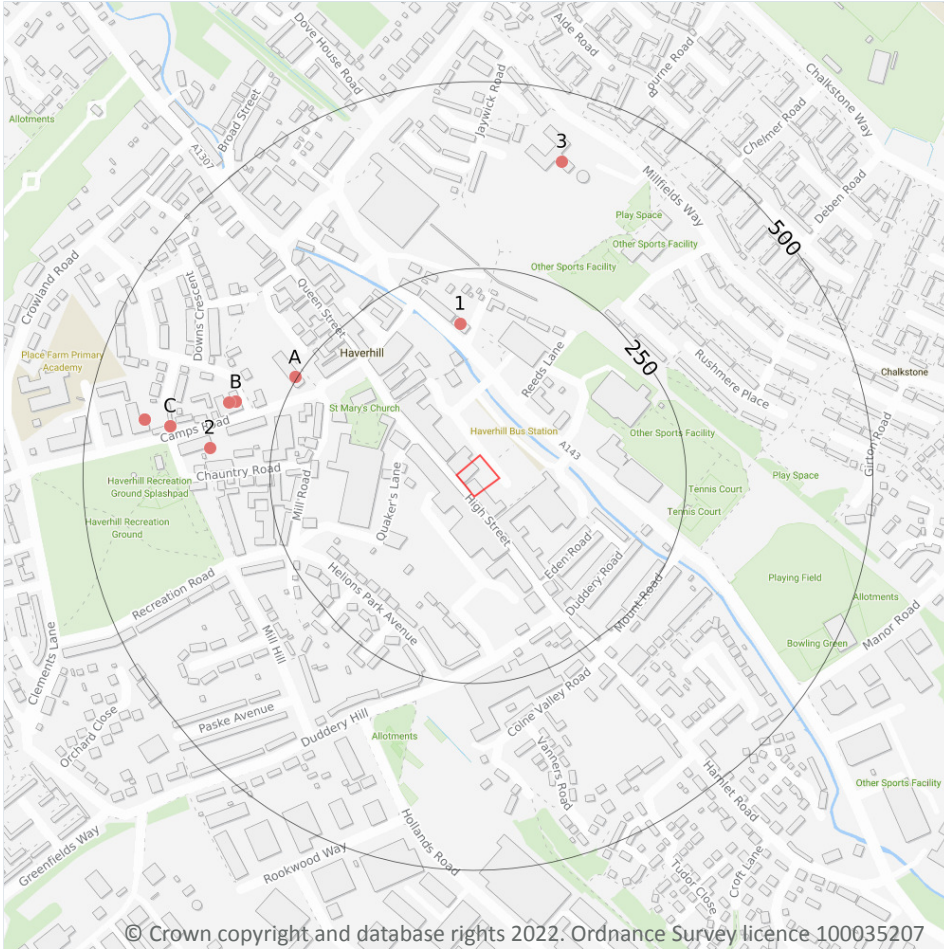 Dove House Road
Alde Road
Burne Road
Chalkstone Way
Allotments
Broad Street
Jaywick Road
Chelmer Road
A1307
3
Millfields Way
Deben Road
Play Space
Other Sports Facility
500
Crowland Road
Other Sports Facility
Downs Crescent
Queen Street
1
250
Place Farm Primary
Academy
A
Haverhill
Reeds Lane
Rushmere Place
Chalkstone
B
St Mary's Church
C
Camps Road
2
Haverhill Bus Station
A143
Other Sports Facility
Girton Road
Chauntry Road
Haverhill Recreation
Ground Splashpad
Mill Road
Quaker's Lane
Play Space
Tennis Court
Tennis Court
High Street
Haverhill Recreation
Ground
Eden Road
Duddery Road
Helions Park Avenue
Recreation Road
Mount Road
Playing Field
Allotments
Manor Road
Bowling Green
Clements Lane
Mill Hill
Colne Valley Road
Paske Avenue
Duddery Hill
Orchard Close
Allotments
Vanners Road
Hamlet Road
Other Sports Facility
Greenfields Way
Rookwood Way
Hollands Road
Tudor Close
Croft Lane
© Crown copyright and database rights 2022. Ordnance Survey licence 100035207